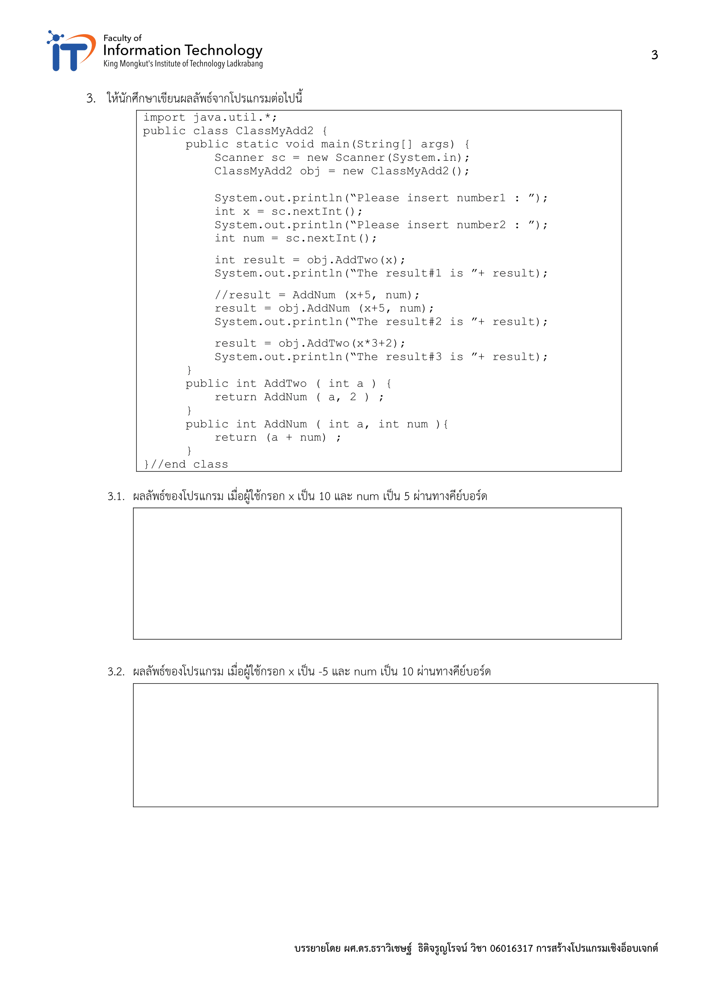 Faculty of
Information Technology
King Mongkut's Institute of Technology Ladkrabang
3
3. ให้นักศึกษาเขียนผลลัพธ์จากโปรแกรมต่อไปนี้
import java.util.*;
public class ClassMyAdd2 {
public static void main(String[] args) {
Scanner sc = new Scanner(System.in);
ClassMyAdd2 obj = new ClassMyAdd2();
System.out.println(“Please insert number1 : ”);
int x = sc.nextInt();
System.out.println(“Please insert number2 : ”);
int num = sc.nextInt();
int result = obj.AddTwo(x);
System.out.println(“The result#1 is ”+ result);
//result = AddNum (x+5, num);
result = obj.AddNum (x+5, num);
System.out.println(“The result#2 is ”+ result);
result = obj.AddTwo(x*3+2);
System.out.println(“The result#3 is ”+ result);
}
public int AddTwo ( int a ) {
return AddNum ( a, 2 ) ;
}
public int AddNum ( int a, int num ){
return (a + num) ;
}
}//end class
3.1. ผลลัพธ์ของโปรแกรม เมื่อผู้ใช้กรอก x เป็น 10 และ num เป็น 5 ผ่านทางคีย์บอร์ด
3.2. ผลลัพธ์ของโปรแกรม เมื่อผู้ใช้กรอก x เป็น -5 และ num เป็น 10 ผ่านทางคีย์บอร์ด
บรรยายโดย ผศ.ดร.ธราวิเชษฐ์ ธิติจรูญโรจน์ วิชา 06016317 การสร้างโปรแกรมเชิงอ็อบเจกต์